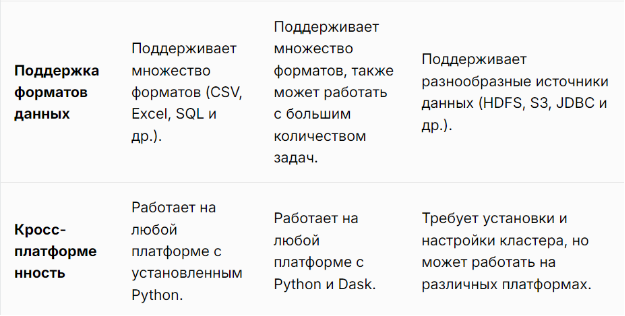 Поддержка
форматов
данных
Поддерживает
множество
форматов (CSV,
Excel, SQL и
др.).
Поддерживает
множество
форматов, также
может работать
с большим
количеством
задач.
Поддерживает
разнообразные источники
данных (HDFS, S3, JDBC и
др.).
Кросс-
платформе
нность
Работает на
любой
платформе с
установленным
Python.
Работает на
любой
платформе с
Python и Dask.
Требует установки и
настройки кластера, но
может работать на
различных платформах.